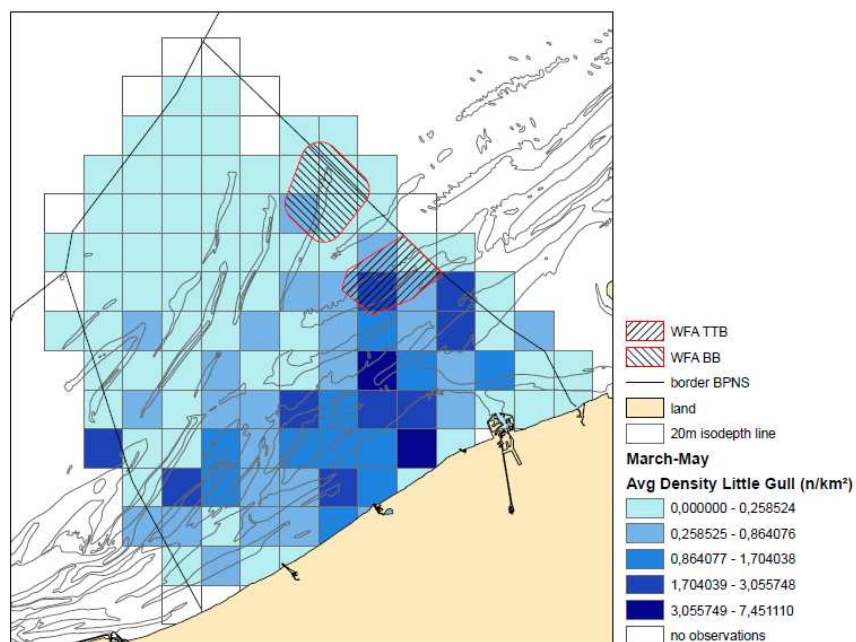 WFA TTB
WFA BB
border BPNS
land
20m isodepth line
March-May
Avg Density Little Gull (n/km²)
0,000000 - 0,258524
0,258525 - 0,864076
0,864077 - 1,704038
1,704039 - 3,055748
3,055749 - 7,451110
no observations